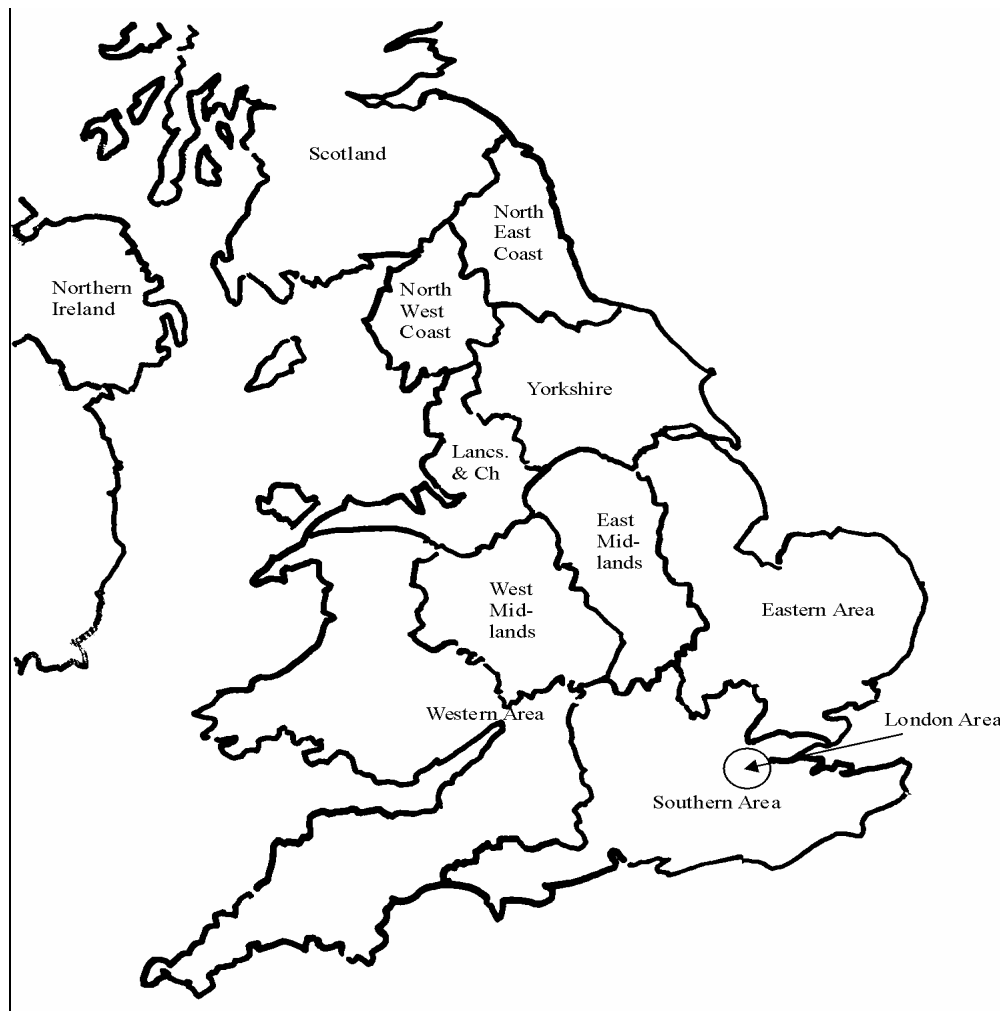 Scotland
North
East
Coast
Northern
Ireland
North
West
Coast
Yorkshire
Lancs.
& Ch
East
Mid-
lands
West
Mid-
lands
Eastern Area
Western Area
London Area
Southern Area